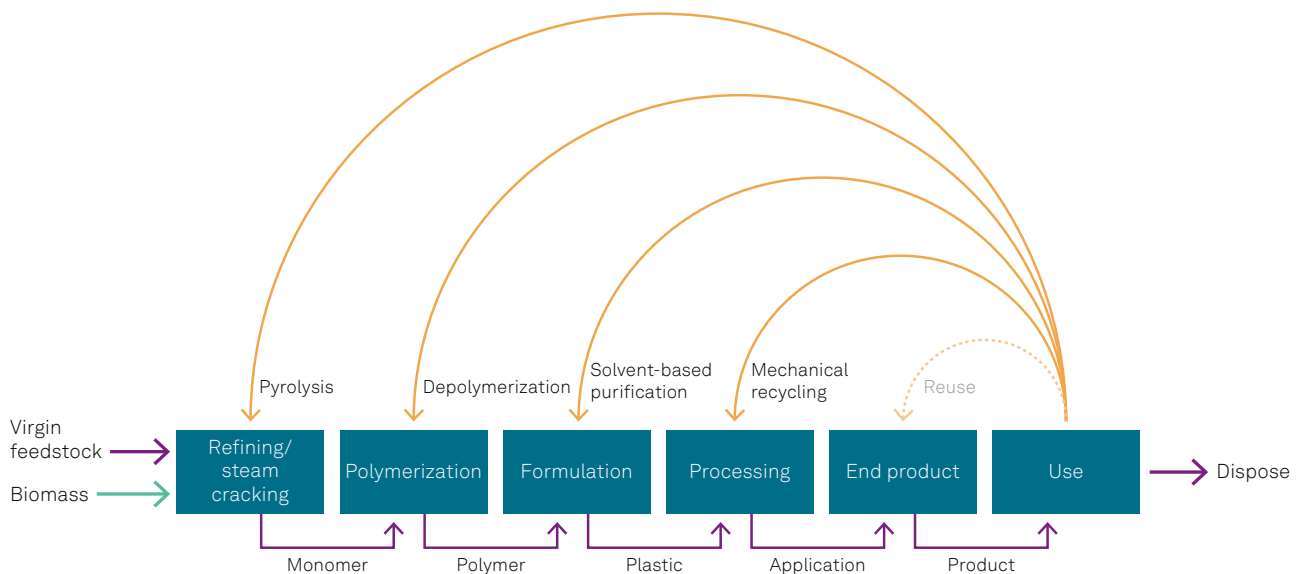 Pyrolysis
Depolymerization
Solvent-based
purification
Mechanical
recycling
Reuse
Virgin
feedstock
Biomass
Refining/
steam
cracking
Polymerization
Formulation
Processing
End product
Use
Dispose
Monomer
Polymer
Plastic
Application
Product